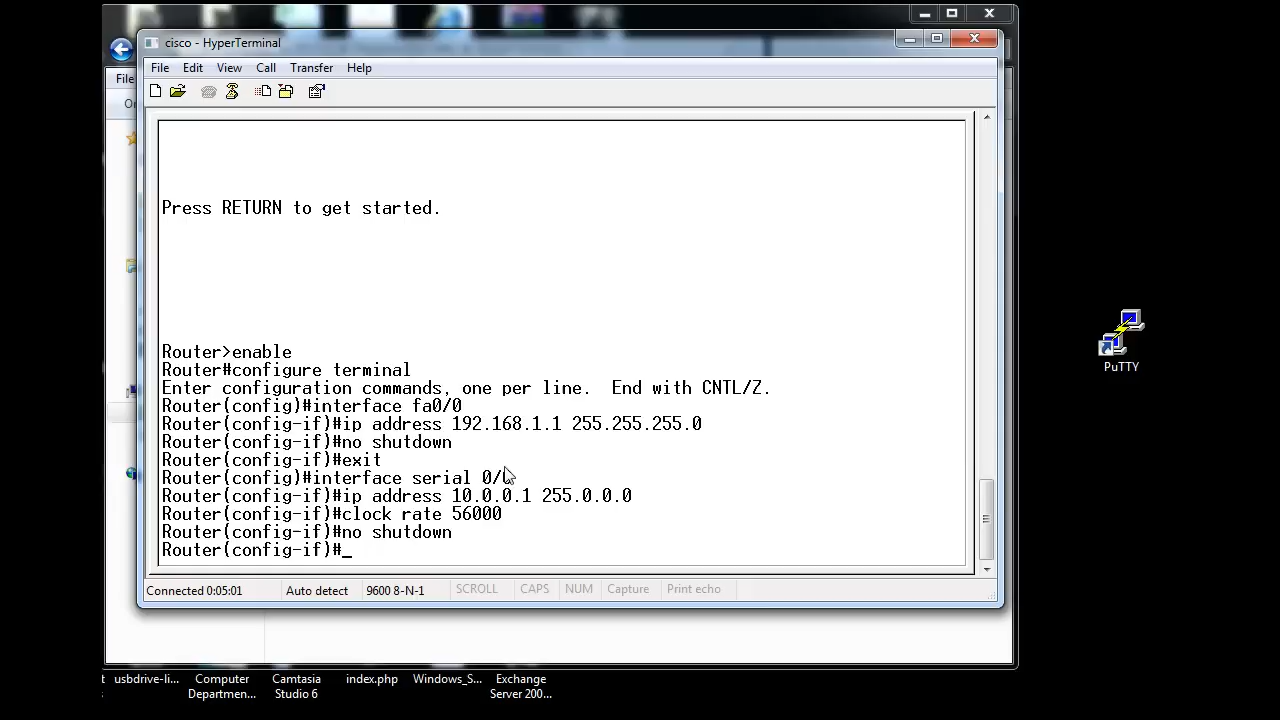 cisco - HyperTerminal
File Edit View Call Transfer Help
File
Press RETURN to get started.
Router>enable
Router#configure terminal
Enter configuration commands, one per line.  End with CNTL/Z.
Router(config)#interface fa0/0
Router(config-if)#ip address 192.168.1.1 255.255.255.0
Router(config-if)#no shutdown
Router(config-if)#exit
Router(config)#interface serial 0/
Router(config-if)#ip address 10.0.0.1 255.0.0.0
Router(config-if)#clock rate 56000
Router(config-if)#no shutdown
Router(config-if)#_
Connected 0:05:01 Auto detect 9600 8-N-1 SCROLL CAPS NUM Capture Print echo
PuTTY
usbdrive-li... Computer Departmen... Camtasia Studio 6 index.php Windows_S... Exchange Server 200...